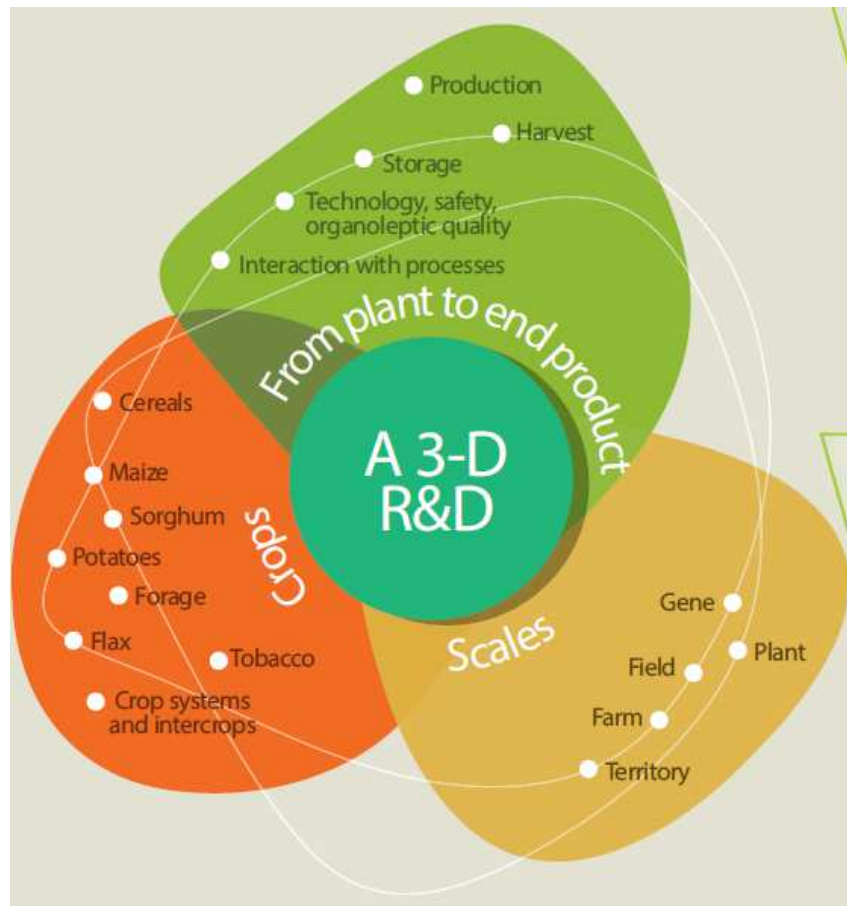 Production
Harvest
Storage
Technology, safety,
organoleptic quality
Interaction with processes
From plant to end product
A 3-D
R&D
Crops
Cereals
Maize
Sorghum
Potatoes
Forage
Flax
Tobacco
Crop systems
and intercrops
Scales
Gene
Plant
Field
Farm
Territory